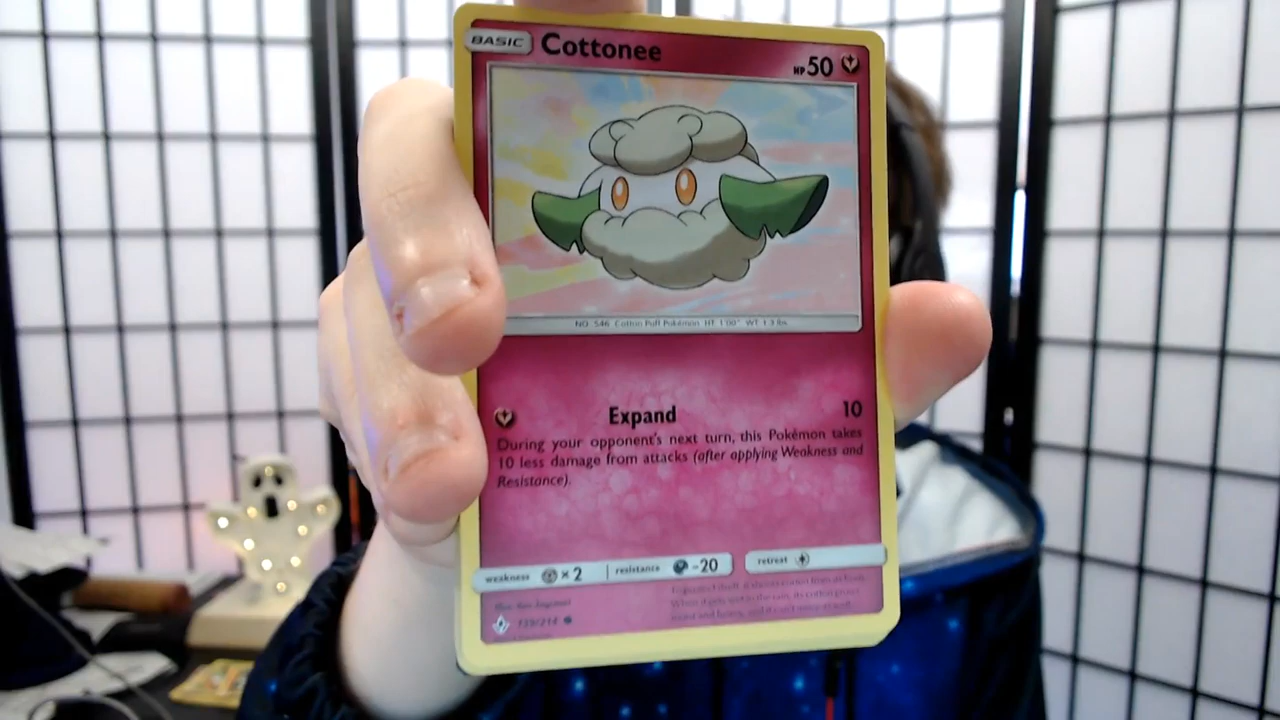 BASIC Cottonee HP50
NO. 546 Cotton Puff Pokémon HT 1'00" WT 1.3 lbs.
Expand 10
During your opponent's next turn, this Pokémon takes
10 less damage from attacks (after applying Weakness and
Resistance).
weakness ×2 resistance -20 retreat